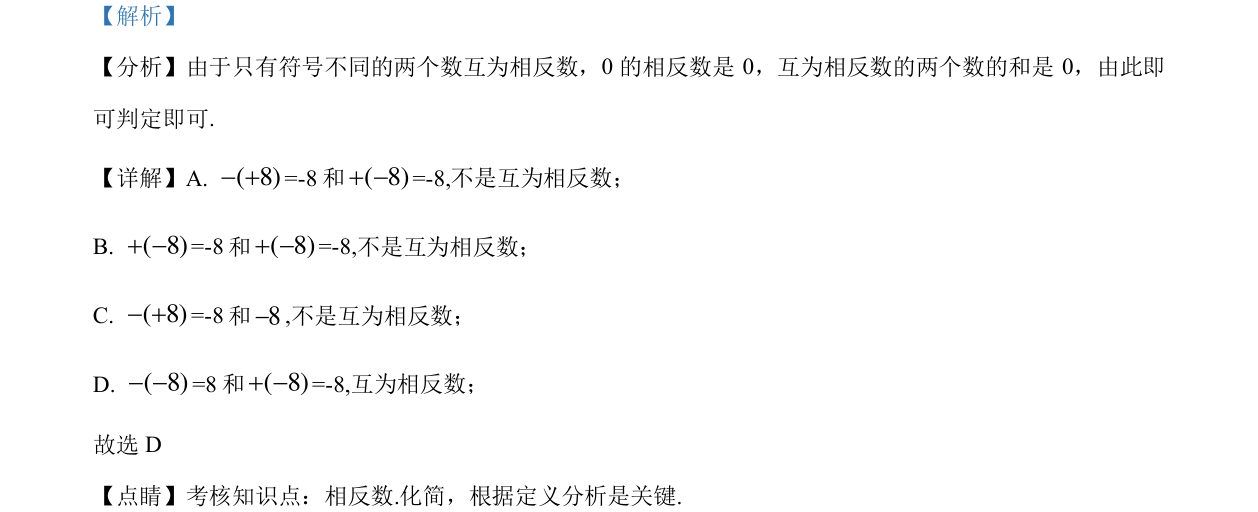 【解析】
【分析】由于只有符号不同的两个数互为相反数，0 的相反数是 0，互为相反数的两个数的和是 0，由此即
可判定即可.
【详解】A. −(+8)=-8 和+(−8)=-8,不是互为相反数；
B. +(−8)=-8 和+(−8)=-8,不是互为相反数；
C. −(+8)=-8 和−8,不是互为相反数；
D. −(−8)=8 和+(−8)=-8,互为相反数；
故选 D
【点睛】考核知识点：相反数.化简，根据定义分析是关键.